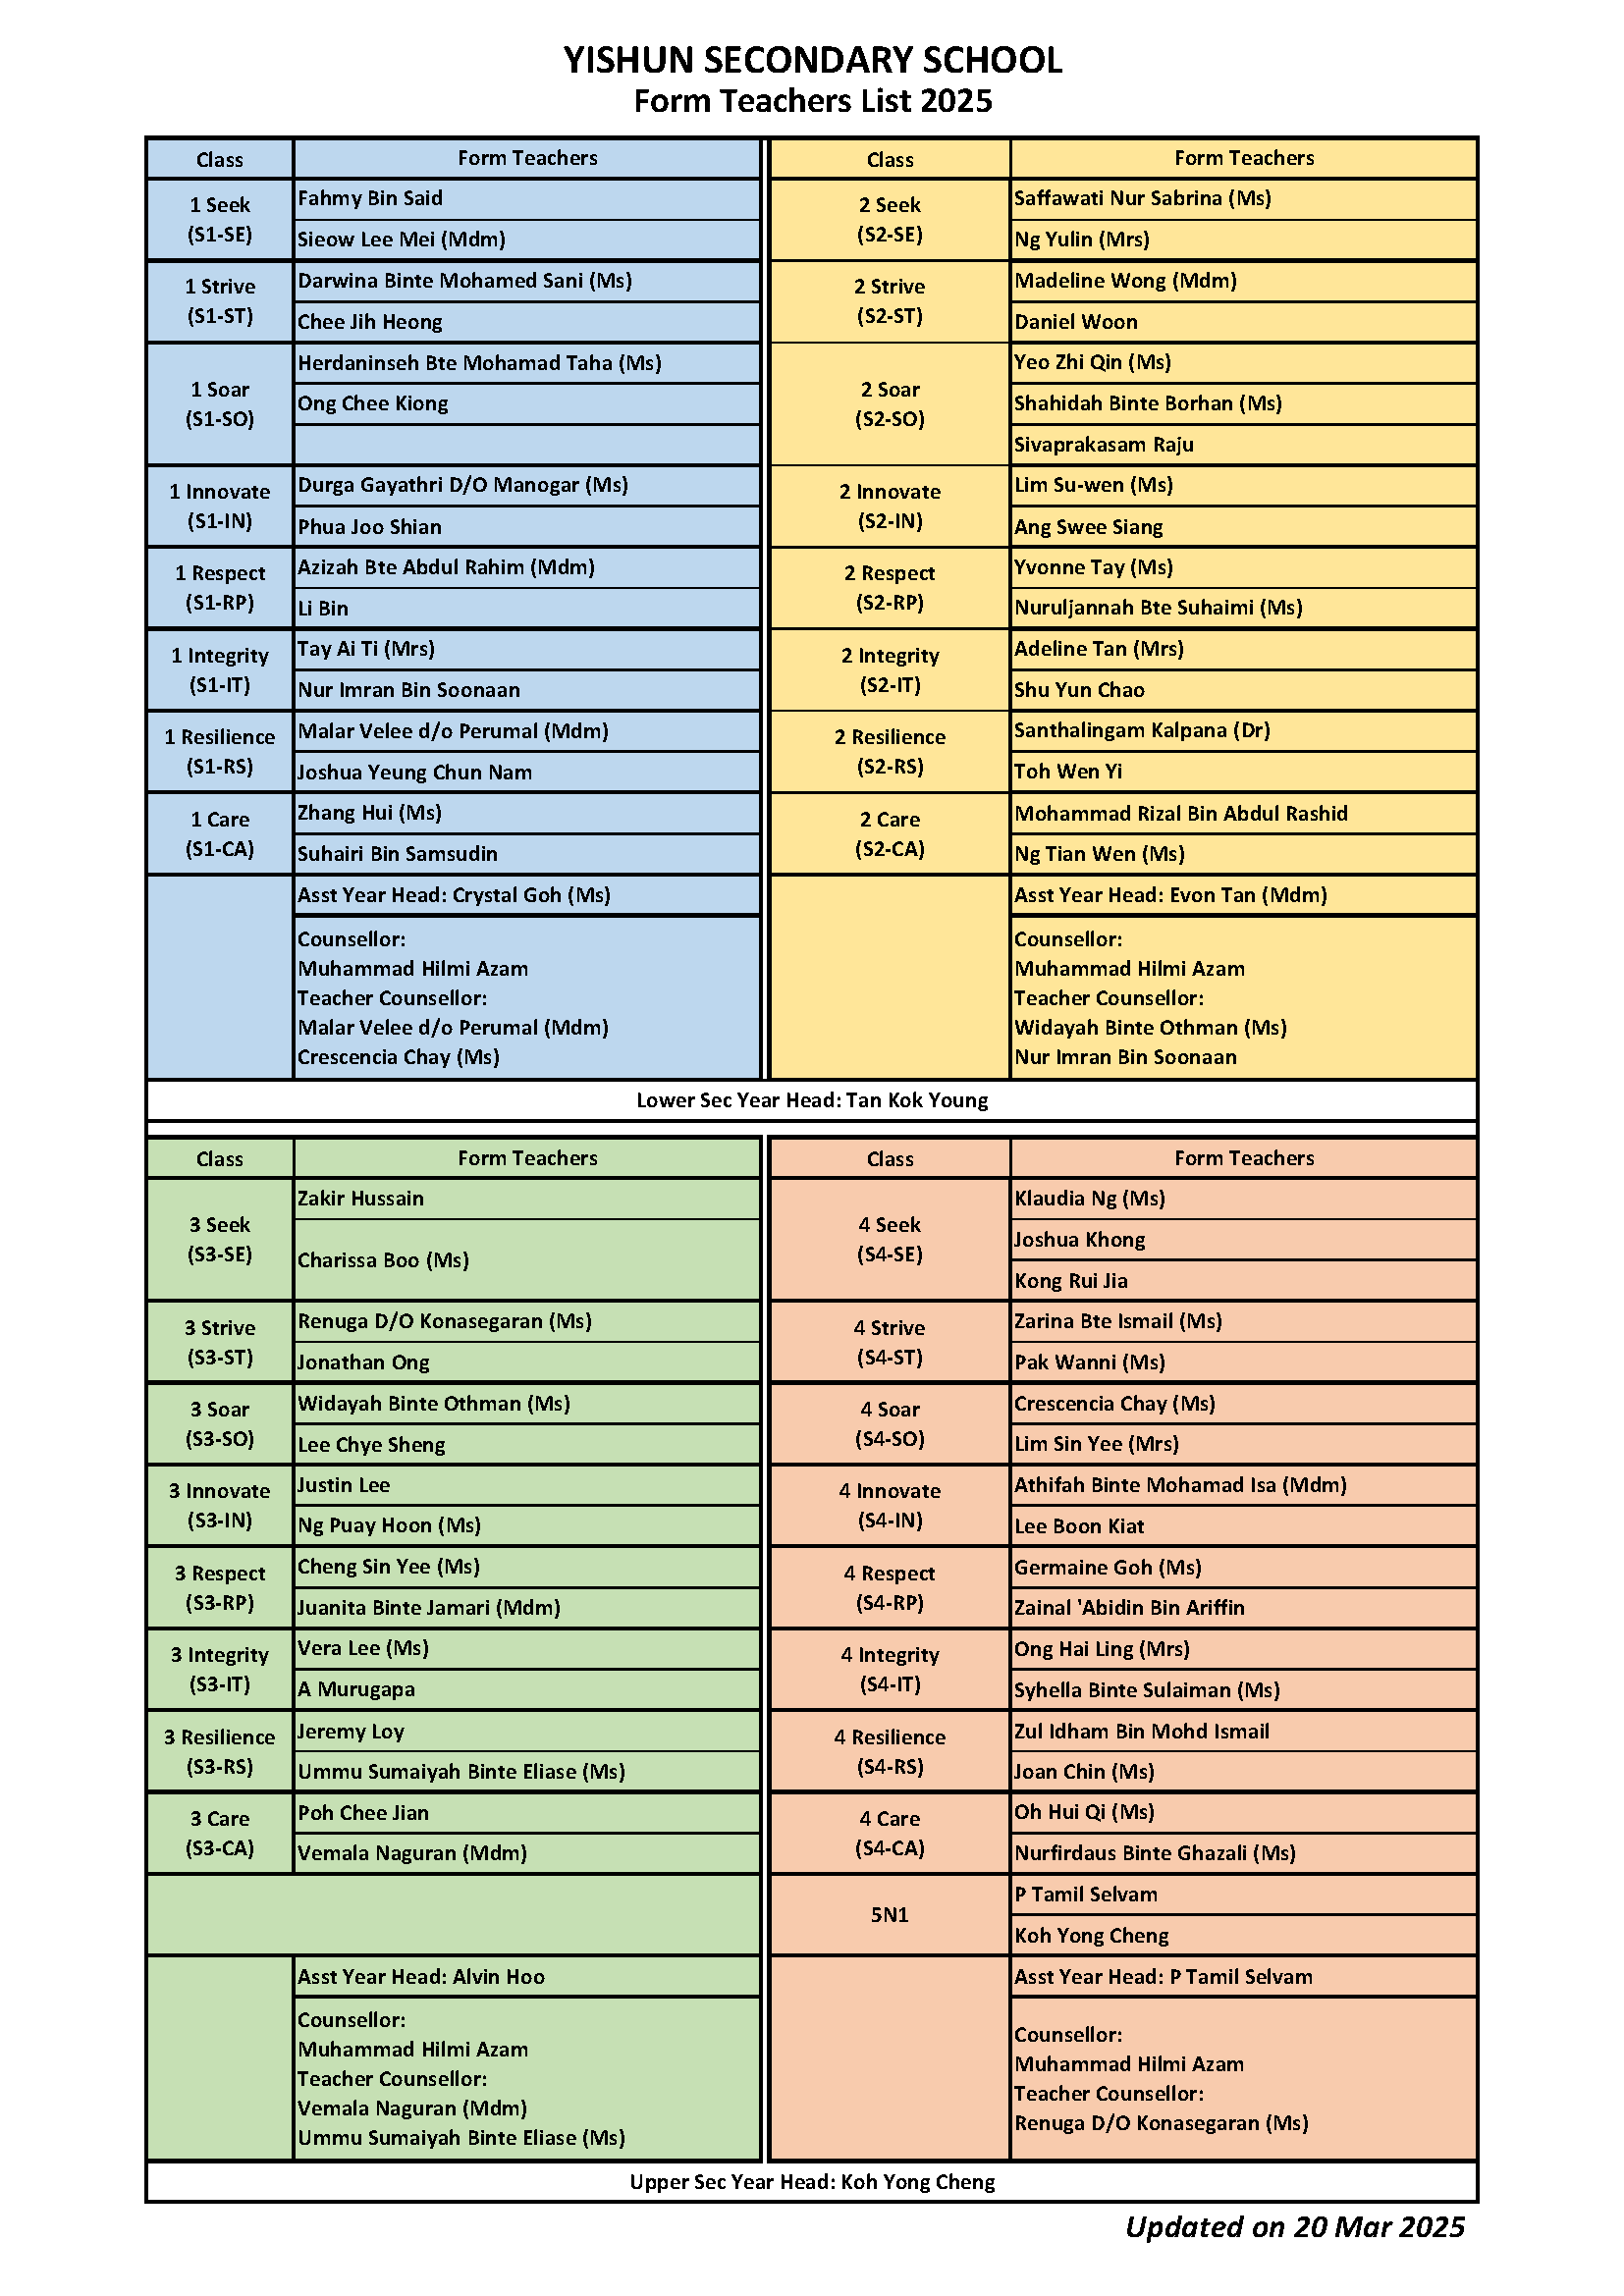 YISHUN SECONDARY SCHOOL
Form Teachers List 2025
Class
Form Teachers
1 Seek
(S1-SE)
Fahmy Bin Said
Sieow Lee Mei (Mdm)
1 Strive
(S1-ST)
Darwina Binte Mohamed Sani (Ms)
Chee Jih Heong
1 Soar
(S1-SO)
Herdaninseh Bte Mohamad Taha (Ms)
Ong Chee Kiong
1 Innovate
(S1-IN)
Durga Gayathri D/O Manogar (Ms)
Phua Joo Shian
1 Respect
(S1-RP)
Azizah Bte Abdul Rahim (Mdm)
Li Bin
1 Integrity
(S1-IT)
Tay Ai Ti (Mrs)
Nur Imran Bin Soonaan
1 Resilience
(S1-RS)
Malar Velee d/o Perumal (Mdm)
Joshua Yeung Chun Nam
1 Care
(S1-CA)
Zhang Hui (Ms)
Suhairi Bin Samsudin
Asst Year Head: Crystal Goh (Ms)
Counsellor:
Muhammad Hilmi Azam
Teacher Counsellor:
Malar Velee d/o Perumal (Mdm)
Crescencia Chay (Ms)
Class
Form Teachers
2 Seek
(S2-SE)
Saffawati Nur Sabrina (Ms)
Ng Yulin (Mrs)
2 Strive
(S2-ST)
Madeline Wong (Mdm)
Daniel Woon
2 Soar
(S2-SO)
Yeo Zhi Qin (Ms)
Shahidah Binte Borhan (Ms)
Sivaprakasam Raju
2 Innovate
(S2-IN)
Lim Su-wen (Ms)
Ang Swee Siang
2 Respect
(S2-RP)
Yvonne Tay (Ms)
Nuruljannah Bte Suhaimi (Ms)
2 Integrity
(S2-IT)
Adeline Tan (Mrs)
Shu Yun Chao
2 Resilience
(S2-RS)
Santhalingam Kalpana (Dr)
Toh Wen Yi
2 Care
(S2-CA)
Mohammad Rizal Bin Abdul Rashid
Ng Tian Wen (Ms)
Asst Year Head: Evon Tan (Mdm)
Counsellor:
Muhammad Hilmi Azam
Teacher Counsellor:
Widayah Binte Othman (Ms)
Nur Imran Bin Soonaan
Lower Sec Year Head: Tan Kok Young
Class
Form Teachers
3 Seek
(S3-SE)
Zakir Hussain
Charissa Boo (Ms)
3 Strive
(S3-ST)
Renuga D/O Konasegaran (Ms)
Jonathan Ong
3 Soar
(S3-SO)
Widayah Binte Othman (Ms)
Lee Chye Sheng
3 Innovate
(S3-IN)
Justin Lee
Ng Puay Hoon (Ms)
3 Respect
(S3-RP)
Cheng Sin Yee (Ms)
Juanita Binte Jamari (Mdm)
3 Integrity
(S3-IT)
Vera Lee (Ms)
A Murugapa
3 Resilience
(S3-RS)
Jeremy Loy
Ummu Sumaiyah Binte Eliase (Ms)
3 Care
(S3-CA)
Poh Chee Jian
Vemala Naguran (Mdm)
Asst Year Head: Alvin Hoo
Counsellor:
Muhammad Hilmi Azam
Teacher Counsellor:
Vemala Naguran (Mdm)
Ummu Sumaiyah Binte Eliase (Ms)
Class
Form Teachers
4 Seek
(S4-SE)
Klaudia Ng (Ms)
Joshua Khong
Kong Rui Jia
4 Strive
(S4-ST)
Zarina Bte Ismail (Ms)
Pak Wanni (Ms)
4 Soar
(S4-SO)
Crescencia Chay (Ms)
Lim Sin Yee (Mrs)
4 Innovate
(S4-IN)
Athifah Binte Mohamad Isa (Mdm)
Lee Boon Kiat
4 Respect
(S4-RP)
Germaine Goh (Ms)
Zainal 'Abidin Bin Ariffin
4 Integrity
(S4-IT)
Ong Hai Ling (Mrs)
Syhella Binte Sulaiman (Ms)
4 Resilience
(S4-RS)
Zul Idham Bin Mohd Ismail
Joan Chin (Ms)
4 Care
(S4-CA)
Oh Hui Qi (Ms)
Nurfirdaus Binte Ghazali (Ms)
5N1
P Tamil Selvam
Koh Yong Cheng
Asst Year Head: P Tamil Selvam
Counsellor:
Muhammad Hilmi Azam
Teacher Counsellor:
Renuga D/O Konasegaran (Ms)
Upper Sec Year Head: Koh Yong Cheng
Updated on 20 Mar 2025